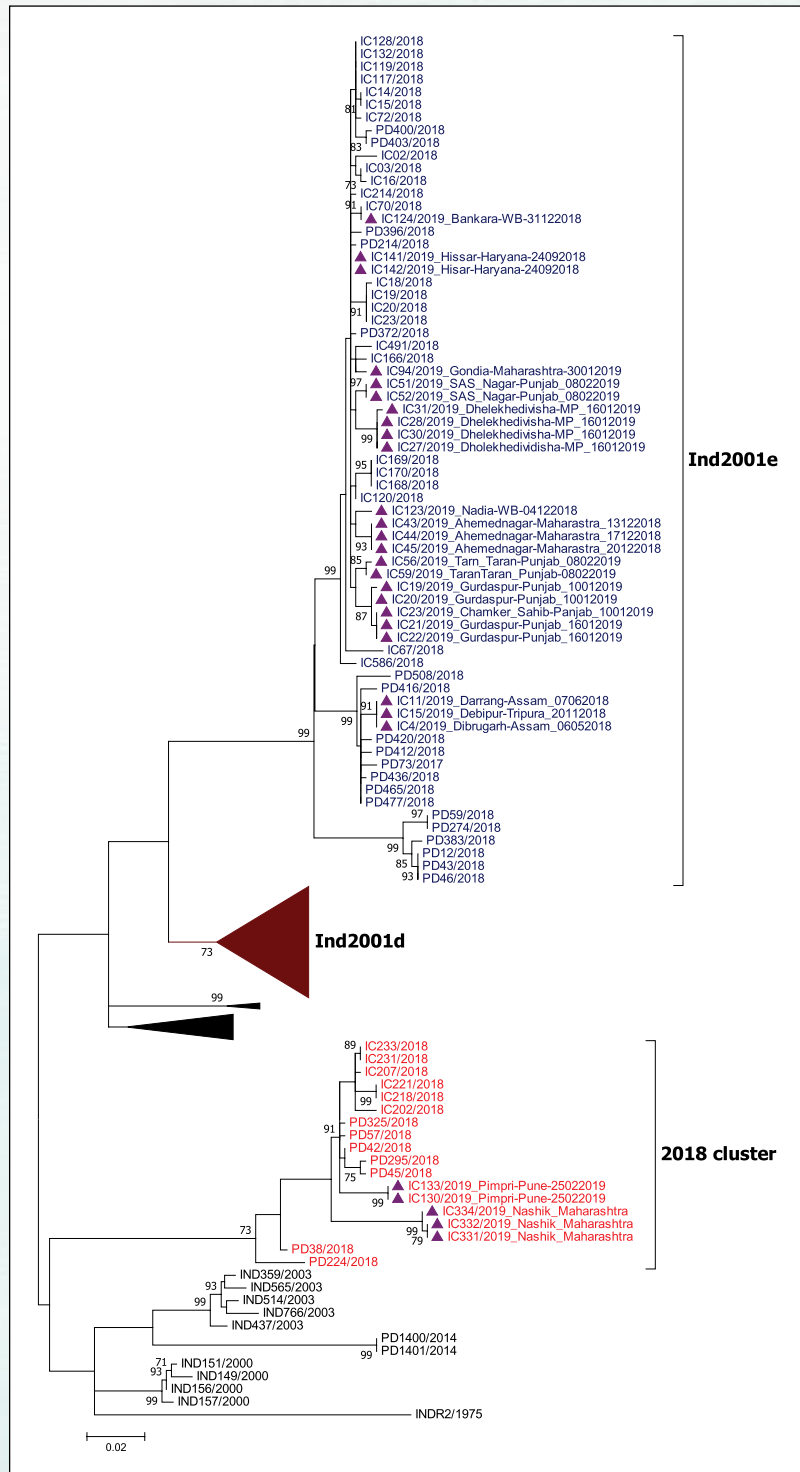 IC128/2018
IC132/2018
IC119/2018
IC117/2018
IC14/2018
81
IC15/2018
IC72/2018
PD400/2018
PD403/2018
83
IC02/2018
IC03/2018
IC16/2018
73
IC214/2018
91
IC70/2018
IC124/2019_Bankara-WB-31122018
PD396/2018
PD214/2018
IC141/2019_Hissar-Haryana-24092018
IC142/2019_Hisar-Haryana-24092018
IC18/2018
IC19/2018
IC20/2018
91
IC23/2018
PD372/2018
IC491/2018
IC166/2018
IC94/2019_Gondia-Maharashtra-30012019
97
IC51/2019_SAS_Nagar-Punjab_08022019
IC52/2019_SAS_Nagar-Punjab_08022019
IC31/2019_Dhelekhedivisha-MP_16012019
IC28/2019_Dhelekhedivisha-MP_16012019
99
IC30/2019_Dhelekhedivisha-MP_16012019
IC27/2019_Dholekhedividisha-MP_16012019
Ind2001e
95
IC169/2018
IC170/2018
IC168/2018
IC120/2018
IC123/2019_Nadia-WB-04122018
IC43/2019_Ahemednagar-Maharastra_13122018
IC44/2019_Ahemednagar-Maharastra_17122018
93
IC45/2019_Ahemednagar-Maharastra_20122018
85
IC56/2019_Tarn_Taran-Punjab_08022019
99
IC59/2019_TaranTaran_Punjab-08022019
IC19/2019_Gurdaspur-Punjab_10012019
IC20/2019_Gurdaspur-Punjab_10012019
87
IC23/2019_Chamker_Sahib-Panjab_10012019
IC21/2019_Gurdaspur-Punjab_16012019
IC22/2019_Gurdaspur-Punjab_16012019
IC67/2018
IC586/2018
PD508/2018
PD416/2018
91
IC11/2019_Darrang-Assam_07062018
99
IC15/2019_Debipur-Tripura_20112018
IC4/2019_Dibrugarh-Assam_06052018
99
PD420/2018
PD412/2018
PD73/2017
PD436/2018
PD465/2018
PD477/2018
97
PD59/2018
PD274/2018
PD383/2018
99
PD12/2018
85
PD43/2018
93
PD46/2018
Ind2001d
73
99
89
IC233/2018
IC231/2018
IC207/2018
IC221/2018
99
IC218/2018
IC202/2018
PD325/2018
91
PD57/2018
PD42/2018
2018 cluster
PD295/2018
75
PD45/2018
IC133/2019_Pimpri-Pune-25022019
99
IC130/2019_Pimpri-Pune-25022019
IC334/2019_Nashik_Maharashtra
99
IC332/2019_Nashik_Maharashtra
79
IC331/2019_Nashik_Maharashtra
73
PD38/2018
PD224/2018
IND359/2003
93
IND565/2003
99
IND514/2003
IND766/2003
IND437/2003
PD1400/2014
99
PD1401/2014
71
IND151/2000
93
IND149/2000
IND156/2000
99
IND157/2000
INDR2/1975
0.02